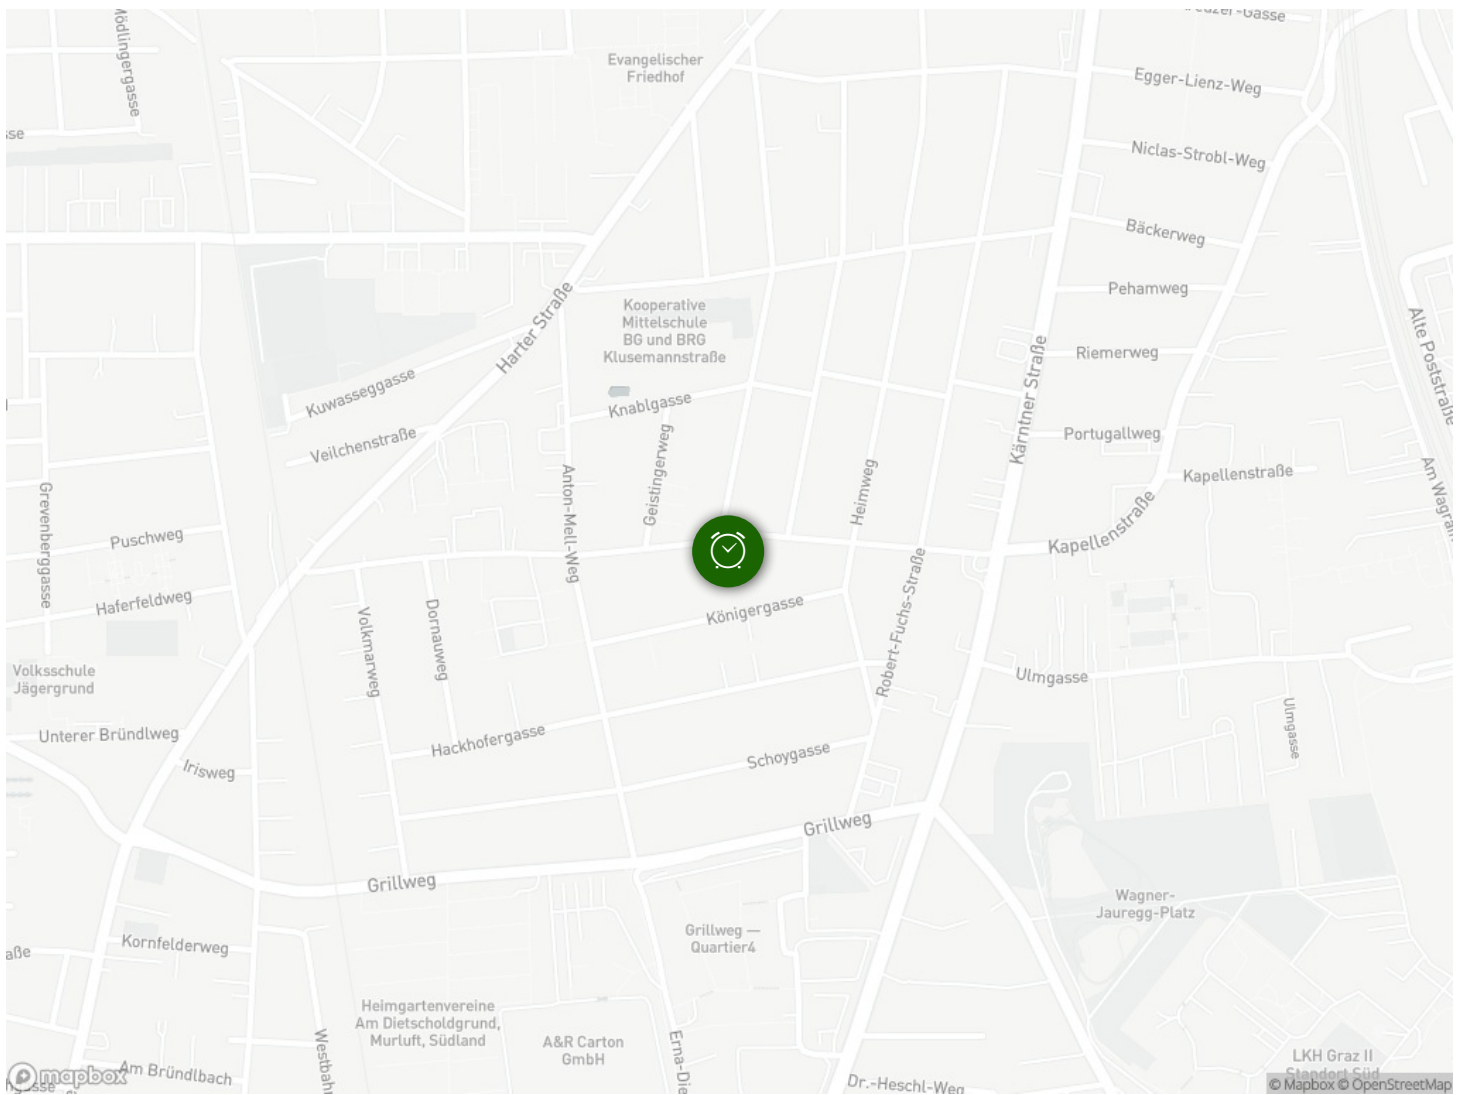 Mödlingergasse
Evangelischer
Friedhof
Egger-Lienz-Weg
Niclas-Strobl-Weg
Bäckerweg
Pehamweg
Riemerweg
Portugallweg
Kapellenstraße
Kapellenstraße
Alte Poststraße
Kärntner Straße
Harter Straße
Kooperative
Mittelschule
BG und BRG
Klusemannstraße
Kuwasseggasse
Veilchenstraße
Knablgasse
Geistingerweg
Anton-Mell-Weg
Heimweg
Grevenberggasse
Puschweg
Haferfeldweg
Volkmarweg
Dornauweg
Königergasse
Robert-Fuchs-Straße
Ulmgasse
Ulmgasse
Volksschule
Jägergrund
Unterer Bründlweg
Irisweg
Hackhofergasse
Schoygasse
Grillweg
Grillweg
Wagner-
Jauregg-Platz
Grillweg —
Quartier4
Kornfelderweg
Heimgartenvereine
Am Dietscholdgrund,
Murluft, Südland
A&R Carton
GmbH
LKH Graz II
Standort Süd
Am Bründlbach
Dr.-Heschl-Weg
mapbox
© Mapbox © OpenStreetMap